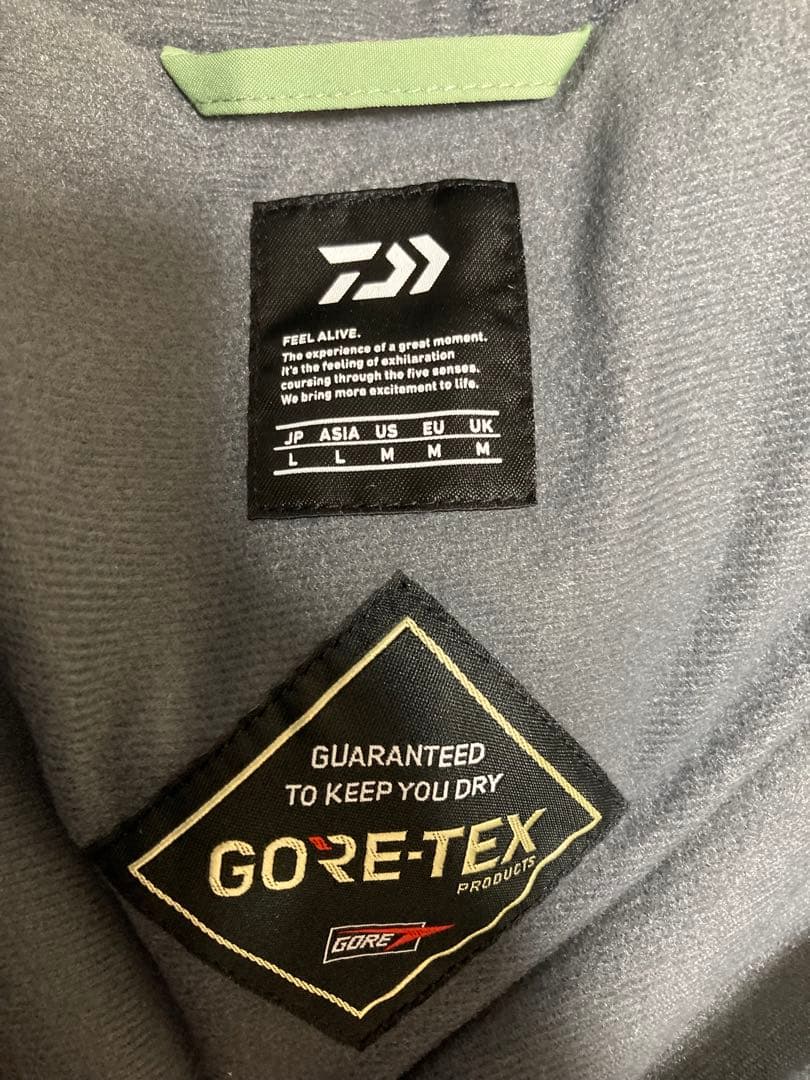 FEEL ALIVE.
The experience of a great moment.
It's the feeling of exhilaration
coursing through the five senses.
We bring more excitement to life.
JP ASIA US EU UK
L L M M M
GUARANTEED
TO KEEP YOU DRY
GORE-TEX
PRODUCTS
GORE